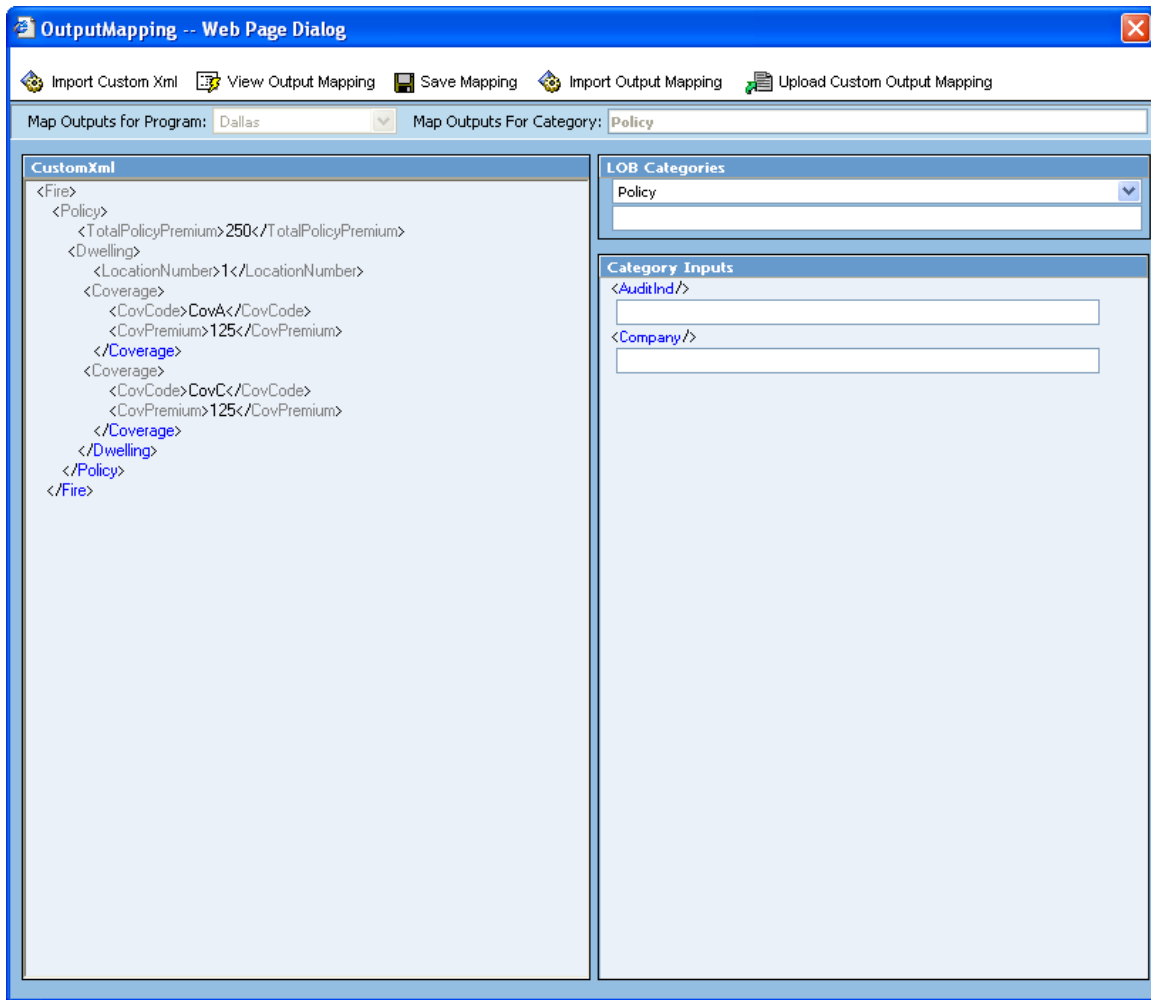 OutputMapping -- Web Page Dialog
Import Custom Xml View Output Mapping Save Mapping Import Output Mapping Upload Custom Output Mapping
Map Outputs for Program: Dallas Map Outputs For Category: Policy
CustomXml
<Fire>
<Policy>
<TotalPolicyPremium>250</TotalPolicyPremium>
<Dwelling>
<LocationNumber>1</LocationNumber>
<Coverage>
<CovCode>CovA</CovCode>
<CovPremium>125</CovPremium>
</Coverage>
<Coverage>
<CovCode>CovC</CovCode>
<CovPremium>125</CovPremium>
</Coverage>
</Dwelling>
</Policy>
</Fire>
LOB Categories
Policy
Category Inputs
<AuditInd/>
<Company/>